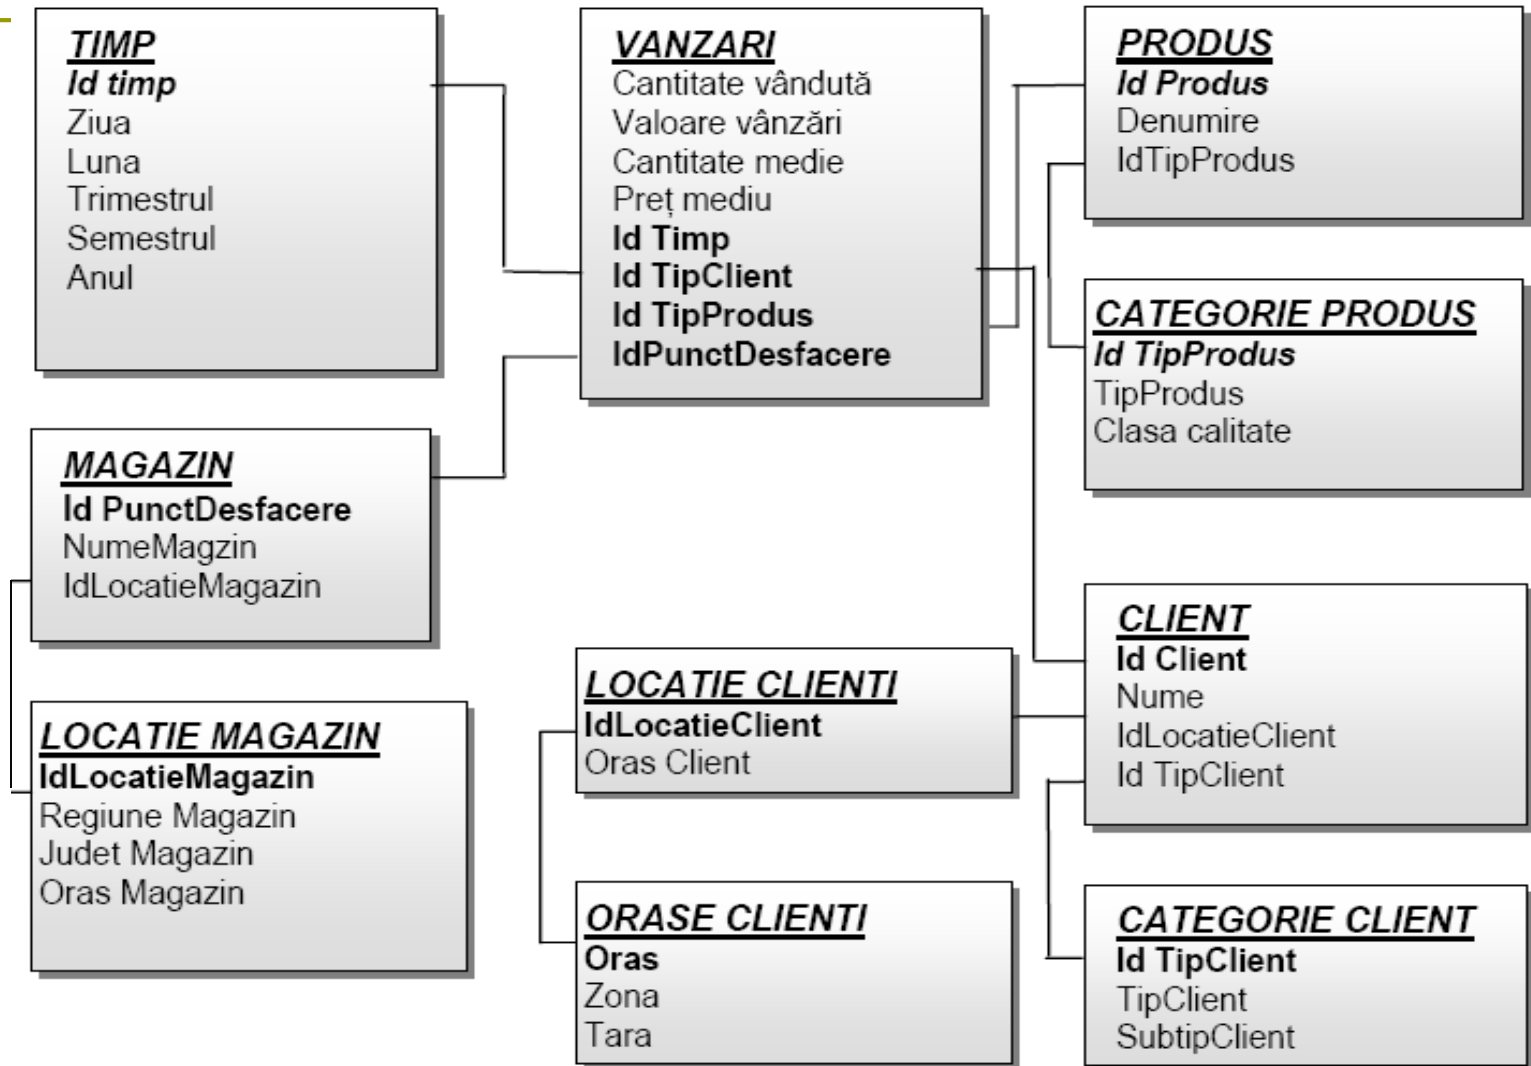 TIMP
Id timp
Ziua
Luna
Trimestrul
Semestrul
Anul
VANZARI
Cantitate vândută
Valoare vânzări
Cantitate medie
Preț mediu
Id Timp
Id TipClient
Id TipProdus
IdPunctDesfacere
PRODUS
Id Produs
Denumire
IdTipProdus
CATEGORIE PRODUS
Id TipProdus
TipProdus
Clasa calitate
MAGAZIN
Id PunctDesfacere
NumeMagzin
IdLocatieMagazin
LOCATIE MAGAZIN
IdLocatieMagazin
Regiune Magazin
Judet Magazin
Oras Magazin
LOCATIE CLIENTI
IdLocatieClient
Oras Client
ORASE CLIENTI
Oras
Zona
Tara
CLIENT
Id Client
Nume
IdLocatieClient
Id TipClient
CATEGORIE CLIENT
Id TipClient
TipClient
SubtipClient